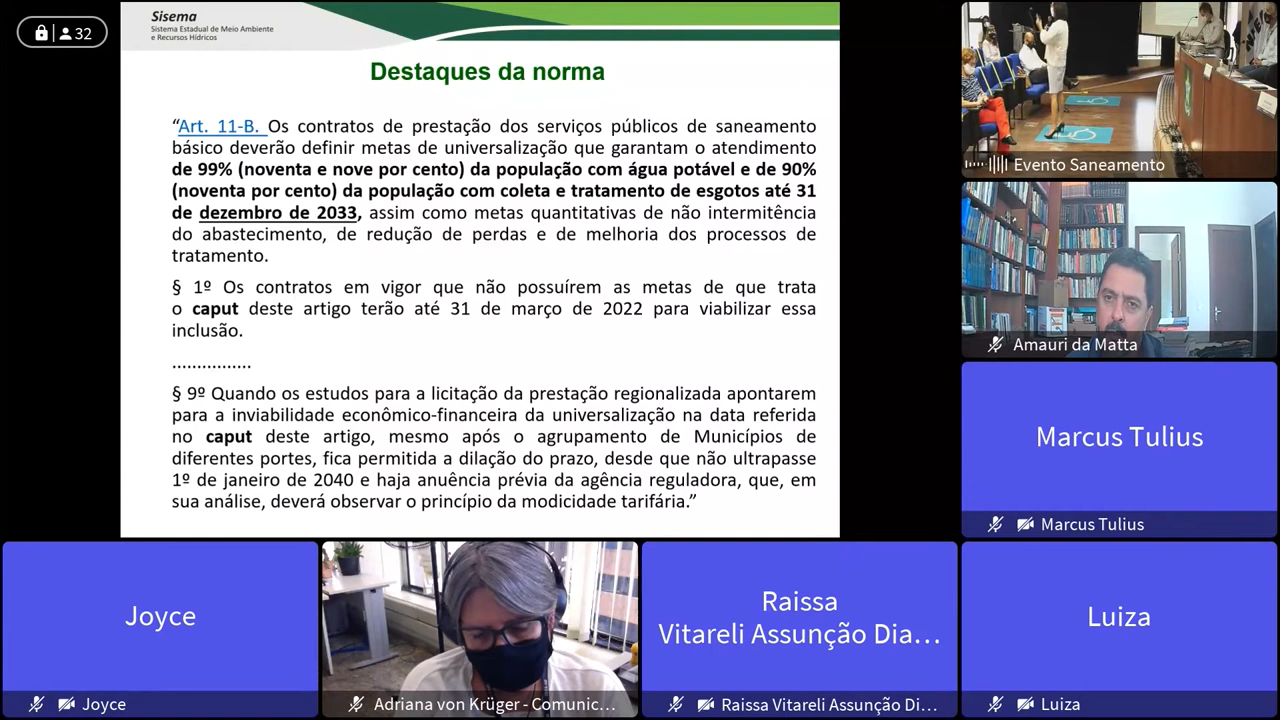 32
Sisema
Sistema Estadual de Meio Ambiente
e Recursos Hídricos
Destaques da norma
“Art. 11-B. Os contratos de prestação dos serviços públicos de saneamento
básico deverão definir metas de universalização que garantam o atendimento
de 99% (noventa e nove por cento) da população com água potável e de 90%
(noventa por cento) da população com coleta e tratamento de esgotos até 31
de dezembro de 2033, assim como metas quantitativas de não intermitência
do abastecimento, de redução de perdas e de melhoria dos processos de
tratamento.
§ 1º Os contratos em vigor que não possuírem as metas de que trata
o caput deste artigo terão até 31 de março de 2022 para viabilizar essa
inclusão.
................
§ 9º Quando os estudos para a licitação da prestação regionalizada apontarem
para a inviabilidade econômico-financeira da universalização na data referida
no caput deste artigo, mesmo após o agrupamento de Municípios de
diferentes portes, fica permitida a dilação do prazo, desde que não ultrapasse
1º de janeiro de 2040 e haja anuência prévia da agência reguladora, que, em
sua análise, deverá observar o princípio da modicidade tarifária.”
Evento Saneamento
Amauri da Matta
Marcus Tulius
Marcus Tulius
Joyce
Joyce
Adriana von Krüger - Comunic...
Raissa
Vitareli Assunção Dia...
Raissa Vitareli Assunção Di...
Luiza
Luiza